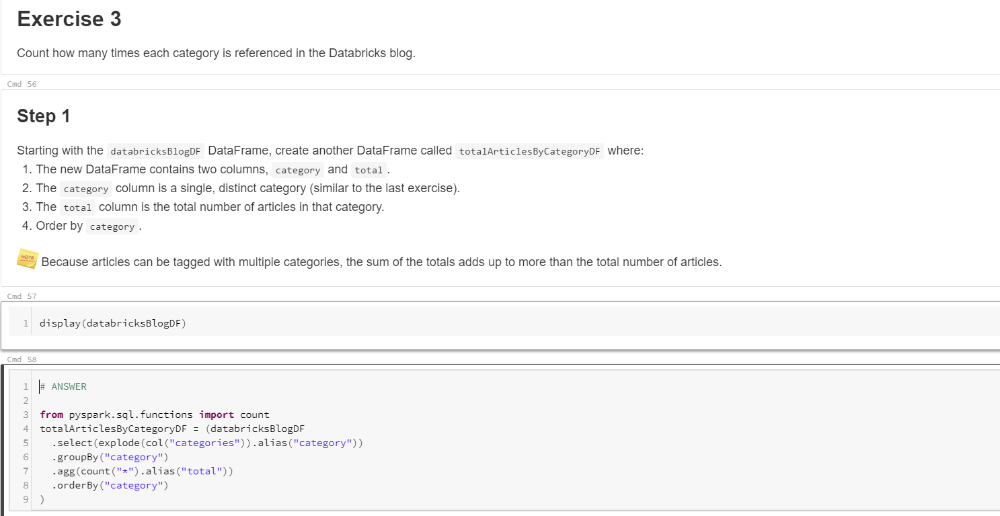 Exercise 3
Count how many times each category is referenced in the Databricks blog.
Cmd 56
Step 1
Starting with the databricksBlogDF DataFrame, create another DataFrame called totalArticlesByCategoryDF where:
1. The new DataFrame contains two columns, category and total .
2. The category column is a single, distinct category (similar to the last exercise).
3. The total column is the total number of articles in that category.
4. Order by category .
NOTE Because articles can be tagged with multiple categories, the sum of the totals adds up to more than the total number of articles.
Cmd 57
1 display(databricksBlogDF)
Cmd 58
1 # ANSWER
2
3 from pyspark.sql.functions import count
4 totalArticlesByCategoryDF = (databricksBlogDF
5 .select(explode(col("categories")).alias("category"))
6 .groupBy("category")
7 .agg(count("*").alias("total"))
8 .orderBy("category")
9 )